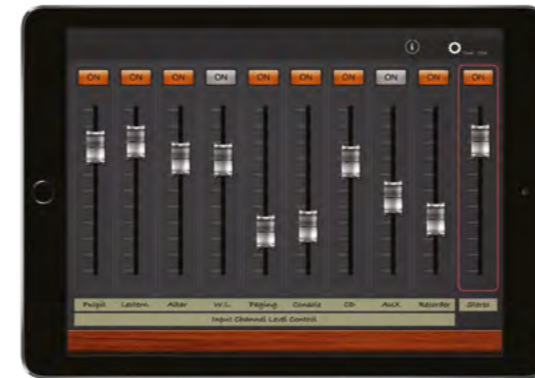 i
ON ON ON ON ON ON ON ON ON ON
Pulpit Lectern Altar W.L. Paging Console CD AUX Recorder Stereo
Input Channel Level Control